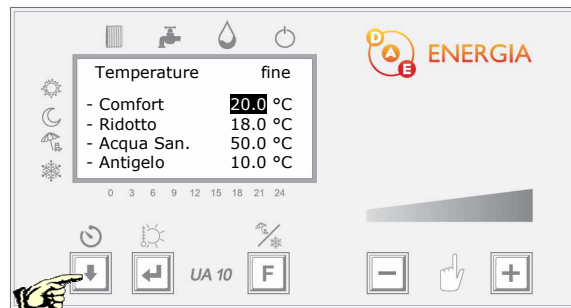 D A E ENERGIA
Temperature fine
- Comfort 20.0 °C
- Ridotto 18.0 °C
- Acqua San. 50.0 °C
- Antigelo 10.0 °C
0 3 6 9 12 15 18 21 24
UA 10 F - +